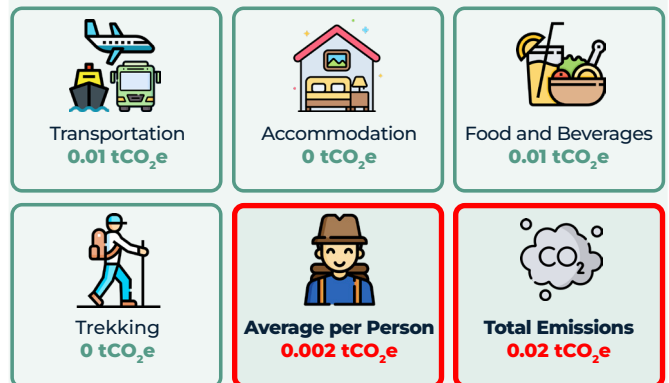 Transportation
0.01 tCO₂e
Accommodation
0 tCO₂e
Food and Beverages
0.01 tCO₂e
Trekking
0 tCO₂e
Average per Person
0.002 tCO₂e
CO₂
Total Emissions
0.02 tCO₂e